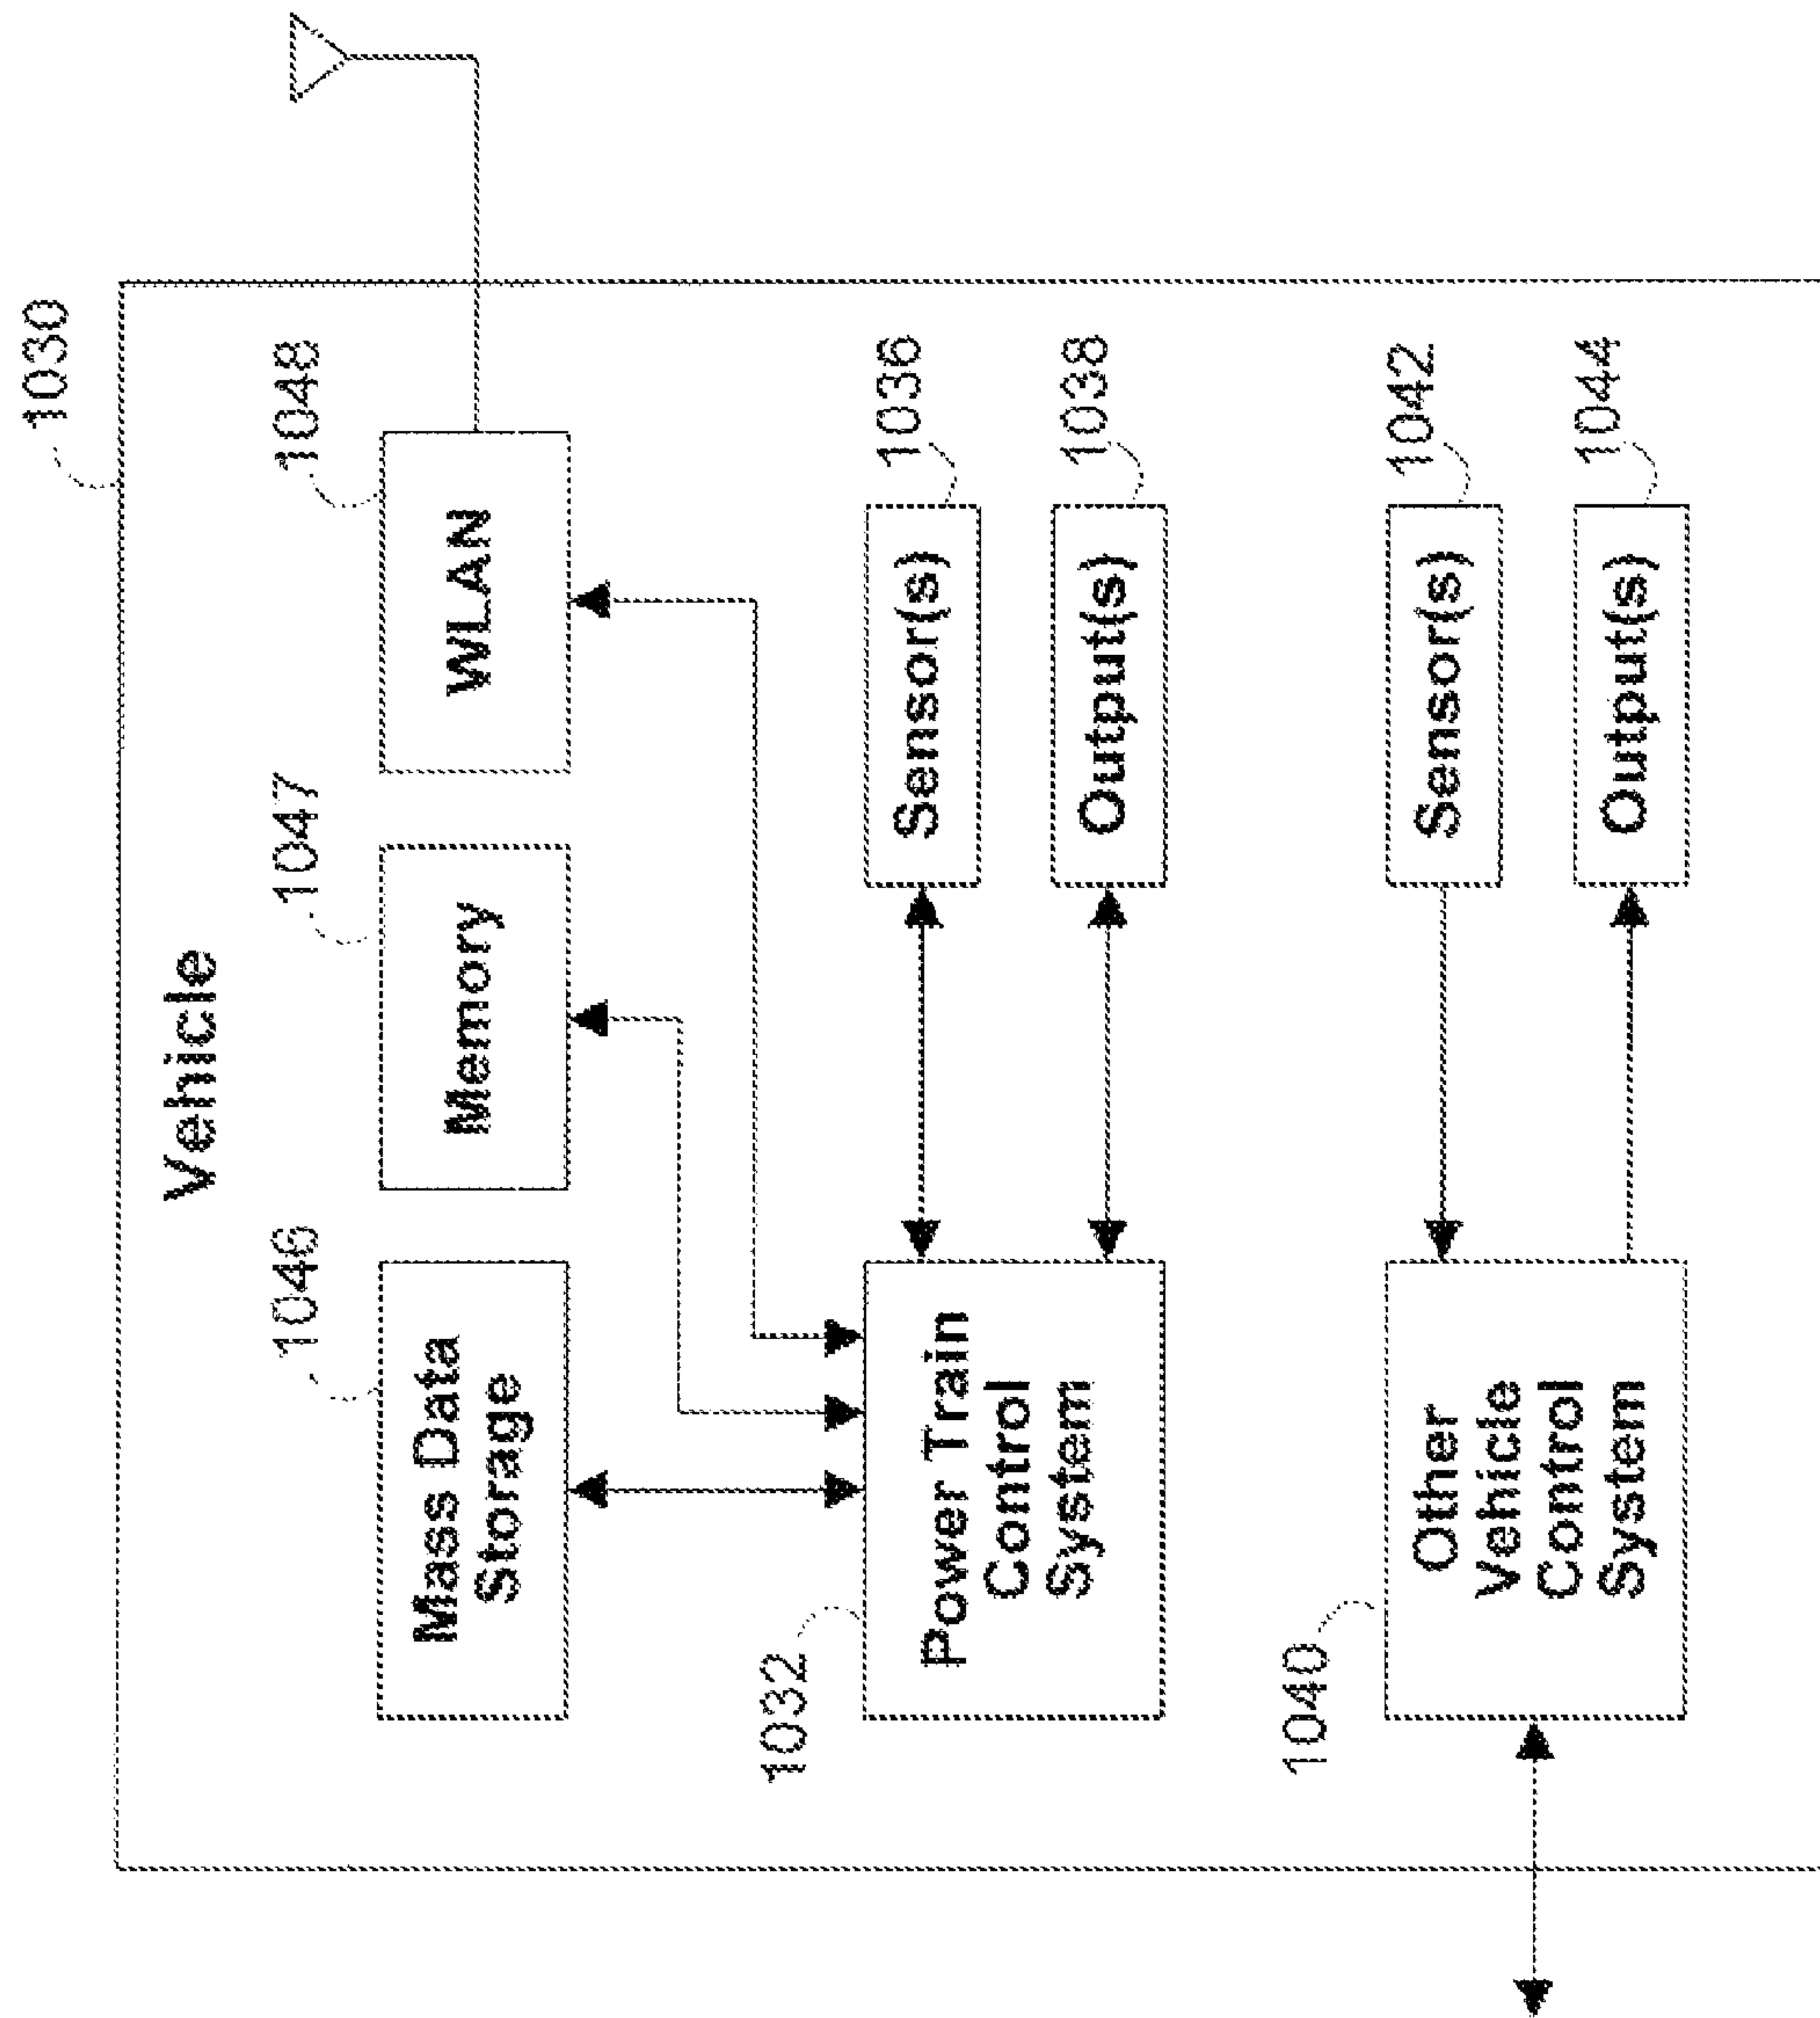 1030
Vehicle
1046
1047
1048
Mass Data
Storage
Memory
WLAN
1032
Power Train
Control
System
Sensor(s)
1036
Output(s)
1038
1040
Other
Vehicle
Control
System
Sensor(s)
1042
Output(s)
1044